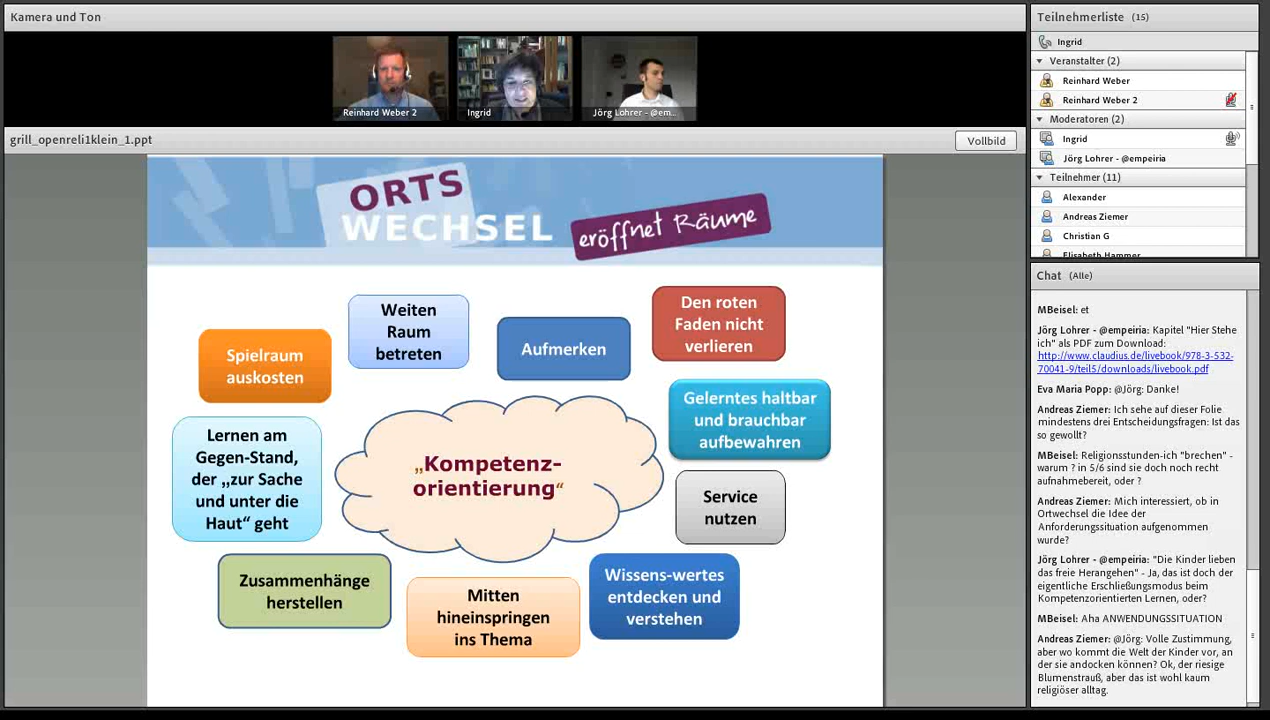 Kamera und Ton
Reinhard Weber 2
Ingrid
Jörg Lohrer - @em...
grill_openreli1klein_1.ppt
Vollbild
ORTS
WECHSEL
eröffnet Räume
Weiten
Raum
betreten
Den roten
Faden nicht
verlieren
Aufmerken
Spielraum
auskosten
Gelerntes haltbar
und brauchbar
aufbewahren
Lernen am
Gegen-Stand,
der „zur Sache
und unter die
Haut“ geht
„Kompetenz-
orientierung“
Service
nutzen
Zusammenhänge
herstellen
Mitten
hineinspringen
ins Thema
Wissens-wertes
entdecken und
verstehen
Teilnehmerliste (15)
Ingrid
Veranstalter (2)
Reinhard Weber
Reinhard Weber 2
Moderatoren (2)
Ingrid
Jörg Lohrer - @empeiria
Teilnehmer (11)
Alexander
Andreas Ziemer
Christian G
Elisabeth Hammer
Chat (Alle)
MBeisel: et
Jörg Lohrer - @empeiria: Kapitel "Hier Stehe
ich" als PDF zum Download:
http://www.claudius.de/livebook/978-3-532-
70041-9/teil5/downloads/livebook.pdf
Eva Maria Popp: @Jörg: Danke!
Andreas Ziemer: Ich sehe auf dieser Folie
mindestens drei Entscheidungsfragen: Ist das
so gewollt?
MBeisel: Religionsstunden-ich "brechen" -
warum ? in 5/6 sind sie doch noch recht
aufnahmebereit, oder ?
Andreas Ziemer: Mich interessiert, ob in
Ortwechsel die Idee der
Anforderungssituation aufgenommen
wurde?
Jörg Lohrer - @empeiria: "Die Kinder lieben
das freie Herangehen" - Ja, das ist doch der
eigentliche Erschließungsmodus beim
Kompetenzorientierten Lernen, oder?
MBeisel: Aha ANWENDUNGSSITUATION
Andreas Ziemer: @Jörg: Volle Zustimmung,
aber wo kommt die Welt der Kinder vor, an
der sie andocken können? Ok, der riesige
Blumenstrauß, aber das ist wohl kaum
religiöser alltag.